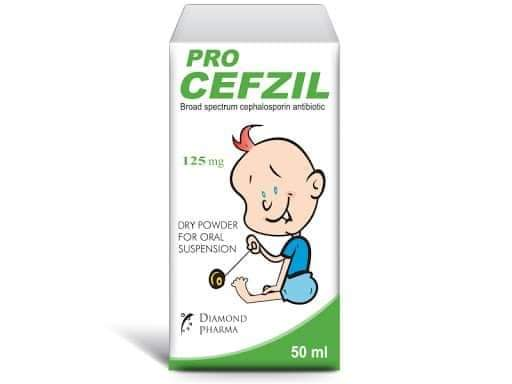 PRO
CEFZIL
Broad spectrum cephalosporin antibiotic
125 mg
DRY POWDER
FOR ORAL
SUSPENSION
DIAMOND
PHARMA
50 ml